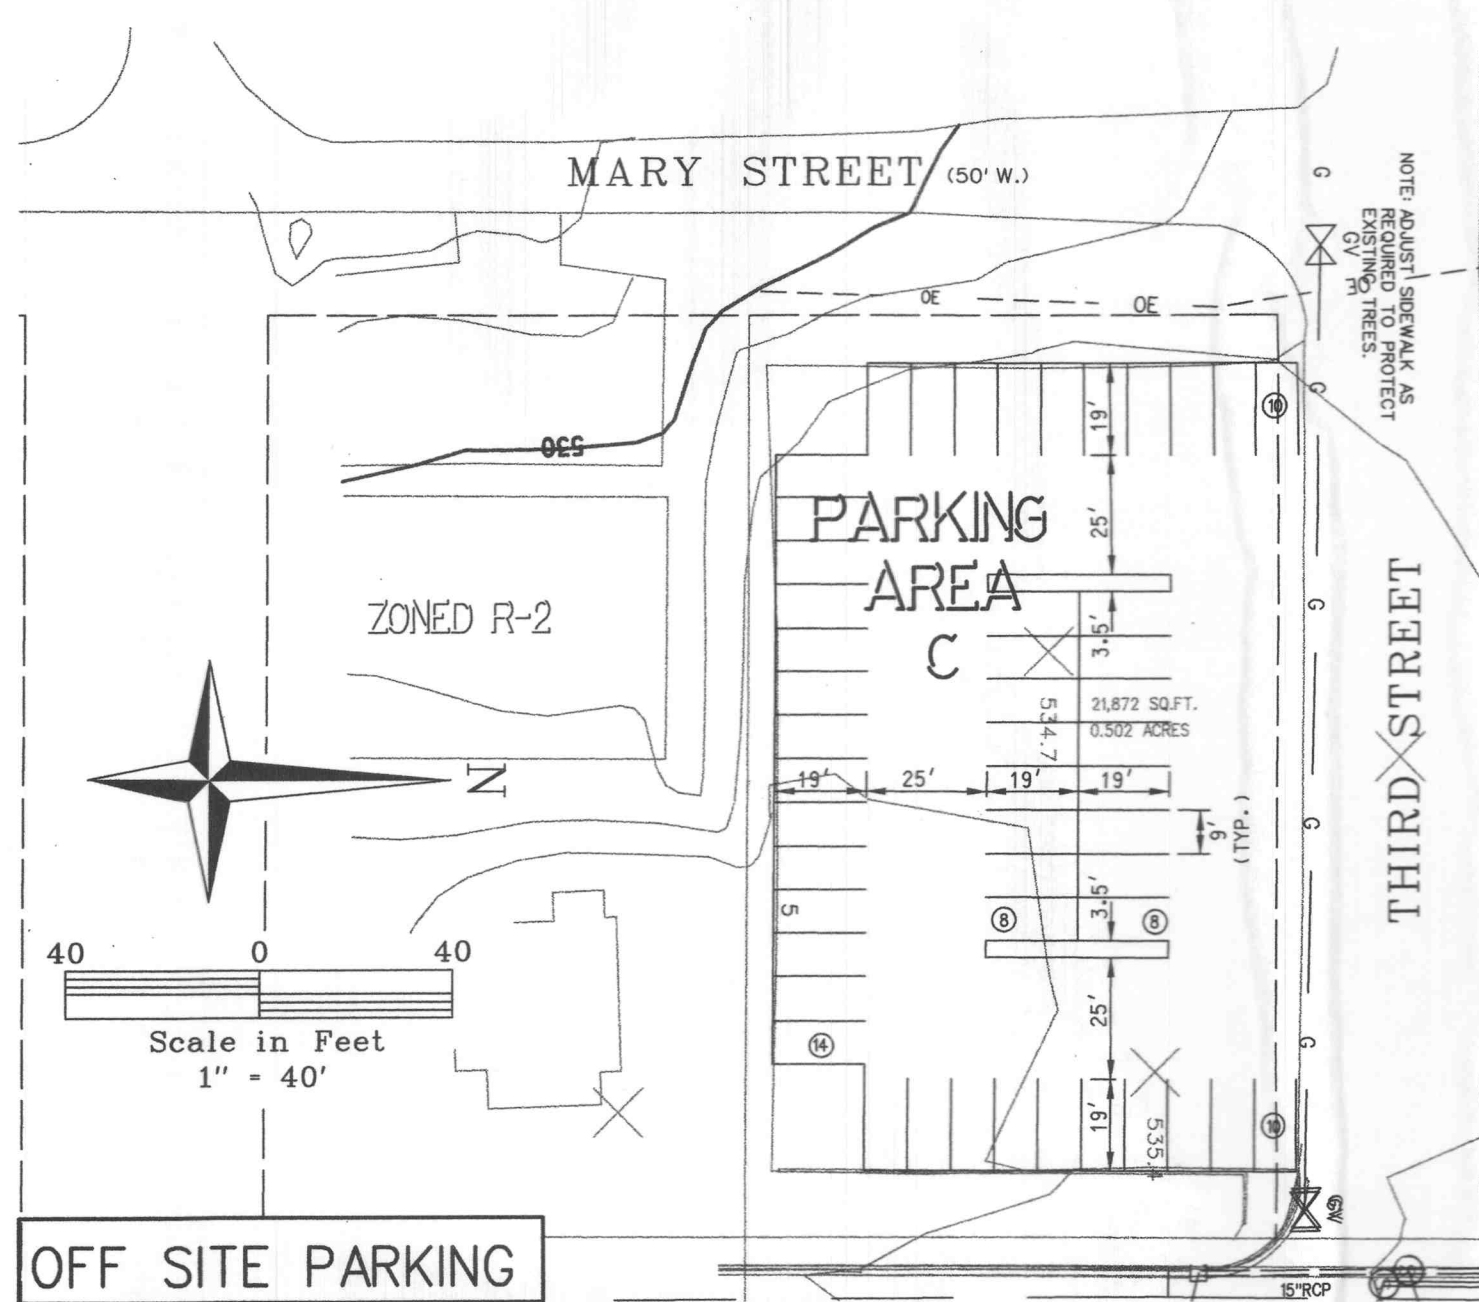 MARY STREET (50' W.)
NOTE: ADJUST SIDEWALK AS
REQUIRED TO PROTECT
EXISTING TREES.
G
GV
OE
OE
OE
G
10
19'
530
25'
PARKING
AREA
C
ZONED R-2
3.5'
G
THIRD STREET
534.7
21,872 SQ.FT.
0.502 ACRES
N
19'
25'
19'
19'
9'
(TYP.)
G
5
3.5'
8
8
40 0 40
Scale in Feet
1" = 40'
25'
14
G
19'
10
535.4
GV
OFF SITE PARKING
15"RCP